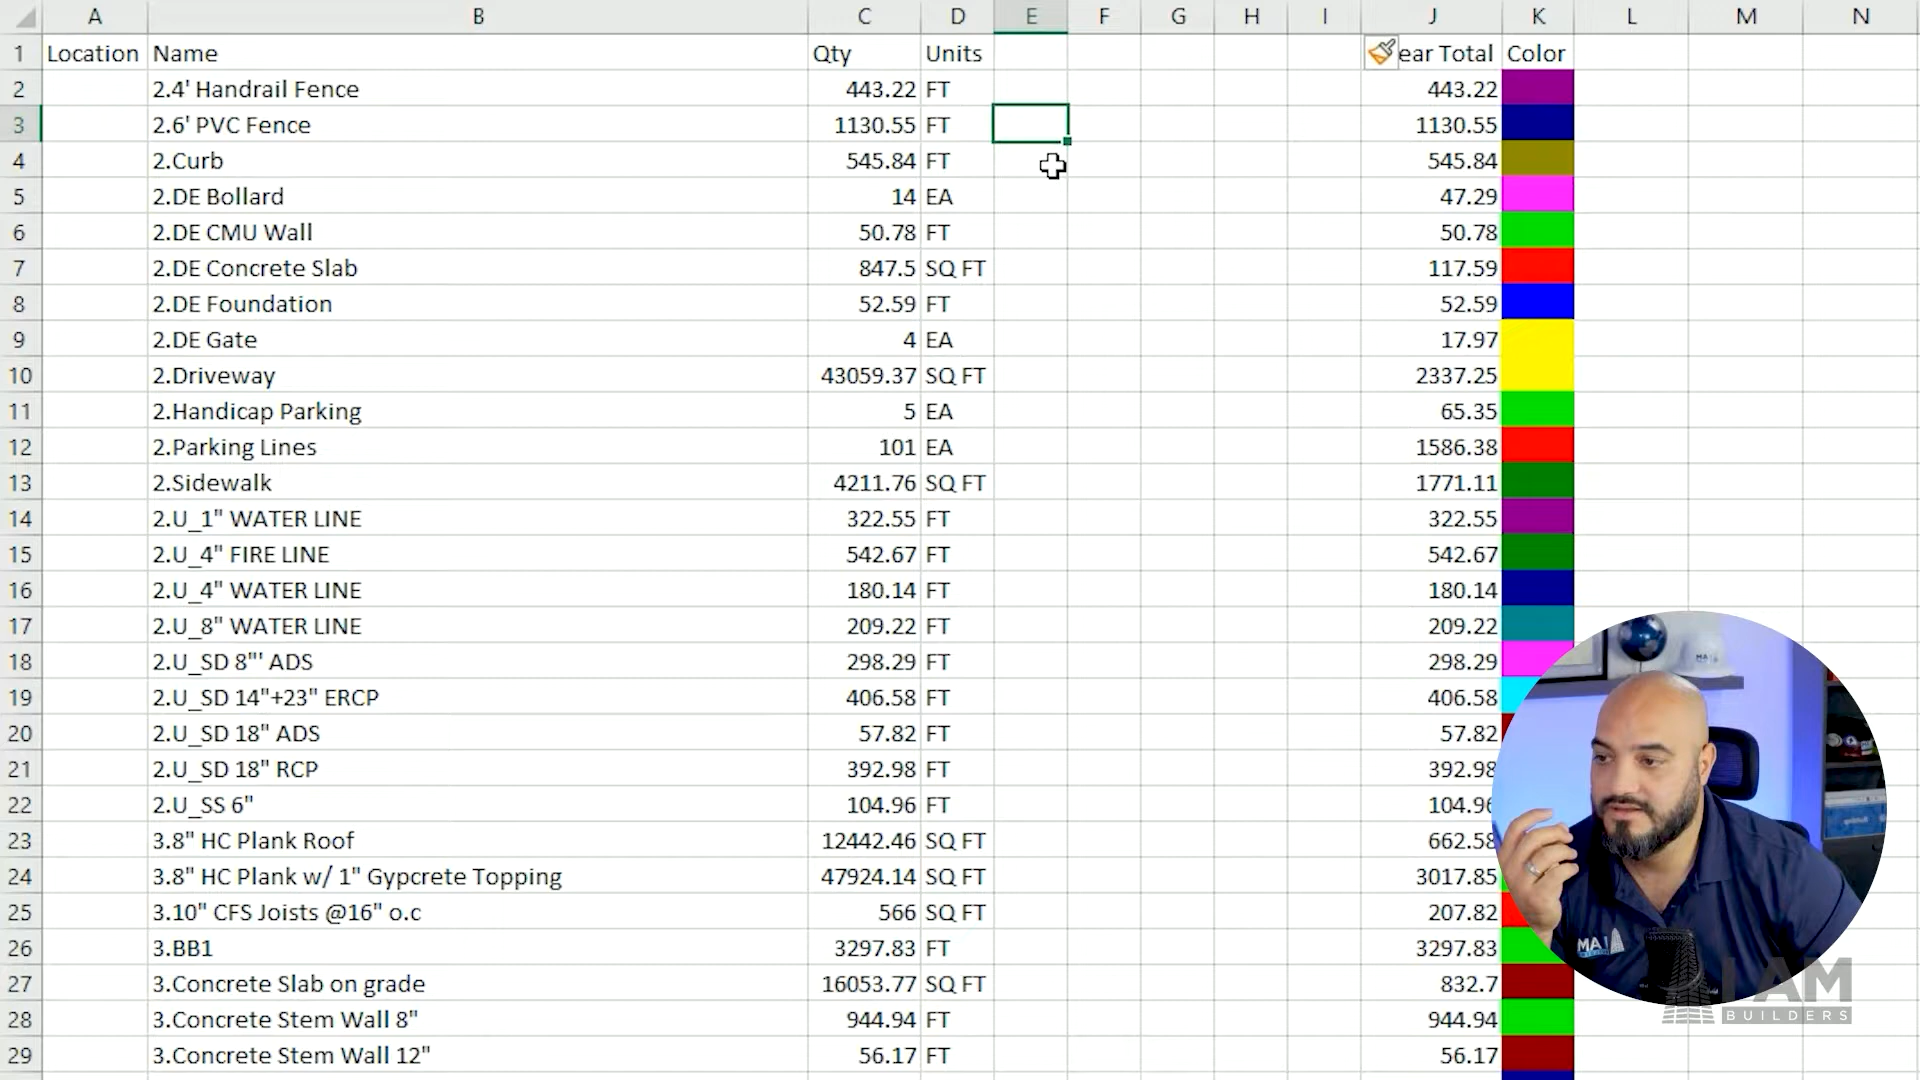 A B C D E F G H I J K L M N
1 Location Name Qty Units ear Total Color
2 2.4' Handrail Fence 443.22 FT 443.22
3 2.6' PVC Fence 1130.55 FT 1130.55
4 2.Curb 545.84 FT 545.84
5 2.DE Bollard 14 EA 47.29
6 2.DE CMU Wall 50.78 FT 50.78
7 2.DE Concrete Slab 847.5 SQ FT 117.59
8 2.DE Foundation 52.59 FT 52.59
9 2.DE Gate 4 EA 17.97
10 2.Driveway 43059.37 SQ FT 2337.25
11 2.Handicap Parking 5 EA 65.35
12 2.Parking Lines 101 EA 1586.38
13 2.Sidewalk 4211.76 SQ FT 1771.11
14 2.U_1" WATER LINE 322.55 FT 322.55
15 2.U_4" FIRE LINE 542.67 FT 542.67
16 2.U_4" WATER LINE 180.14 FT 180.14
17 2.U_8" WATER LINE 209.22 FT 209.22
18 2.U_SD 8"' ADS 298.29 FT 298.29
19 2.U_SD 14"+23" ERCP 406.58 FT 406.58
20 2.U_SD 18" ADS 57.82 FT 57.82
21 2.U_SD 18" RCP 392.98 FT 392.98
22 2.U_SS 6" 104.96 FT 104.96
23 3.8" HC Plank Roof 12442.46 SQ FT 662.58
24 3.8" HC Plank w/ 1" Gypcrete Topping 47924.14 SQ FT 3017.85
25 3.10" CFS Joists @16" o.c 566 SQ FT 207.82
26 3.BB1 3297.83 FT 3297.83
27 3.Concrete Slab on grade 16053.77 SQ FT 832.7
28 3.Concrete Stem Wall 8" 944.94 FT 944.94
29 3.Concrete Stem Wall 12" 56.17 FT 56.17
MA
I AM
BUILDERS